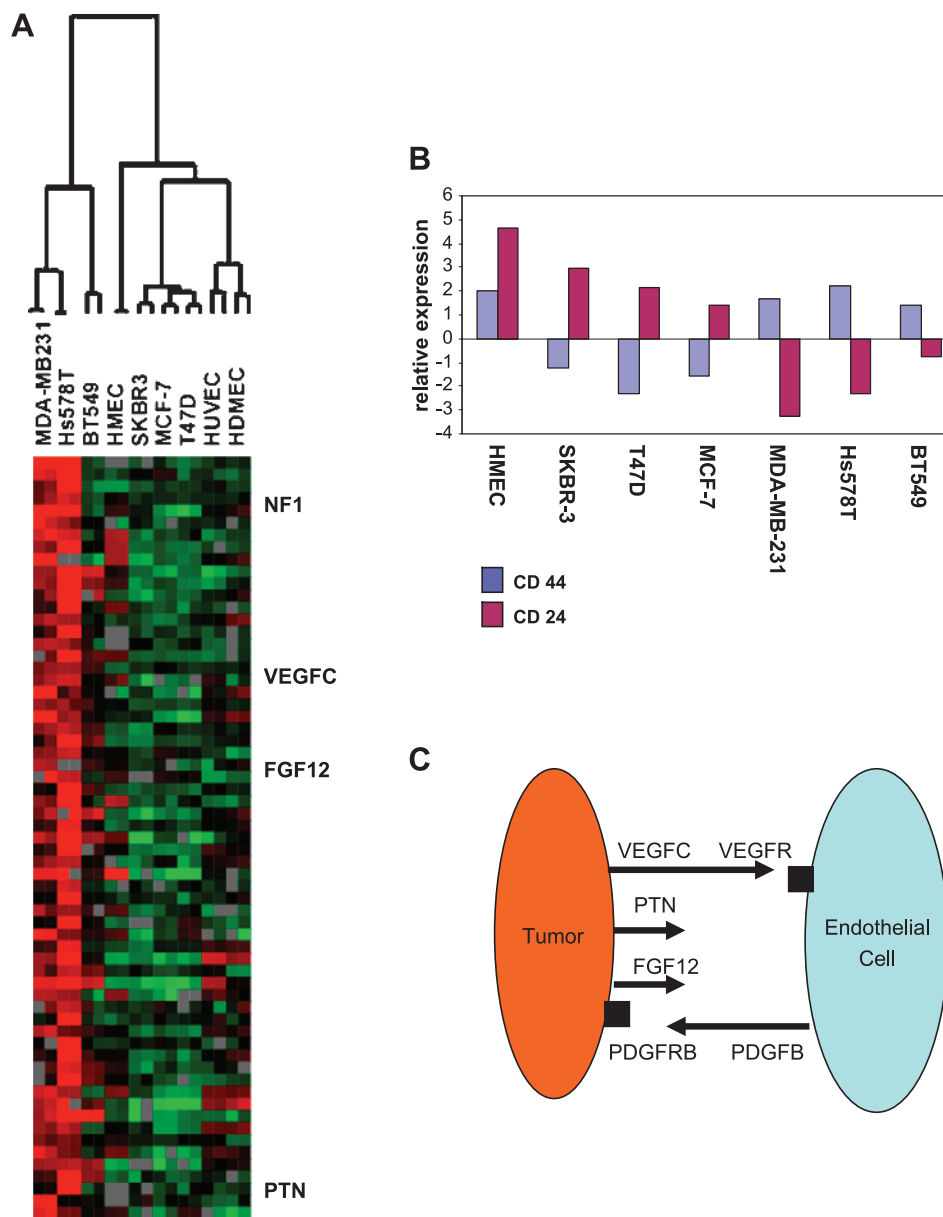 A
MDA-MB231
Hs578T
BT549
HMEC
SKBR3
MCF-7
T47D
HUVEC
HDMEC
NF1
VEGFC
FGF12
PTN
B
relative expression
6
5
4
3
2
1
0
-1
-2
-3
-4
HMEC
SKBR-3
T47D
MCF-7
MDA-MB-231
Hs578T
BT549
CD 44
CD 24
C
VEGFC VEGFR
PTN
Tumor
FGF12
Endothelial
Cell
PDGFRB PDGFB